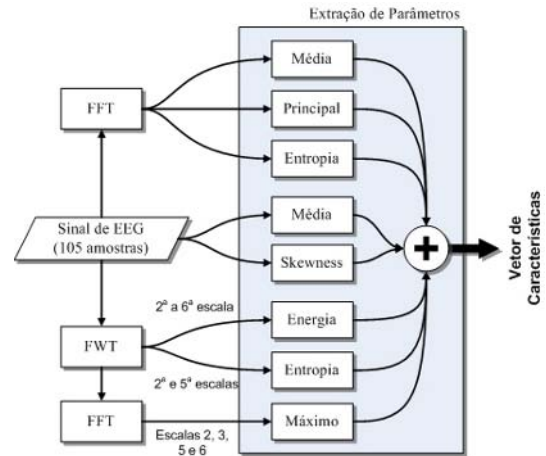 Extração de Parâmetros
Média
FFT
Principal
Entropia
Sinal de EEG
(105 amostras)
Média
Skewness
Vetor de
Características
2ª a 6ª escala
Energia
FWT
2ª e 5ª escalas
Entropia
FFT
Escalas 2, 3,
5 e 6
Máximo